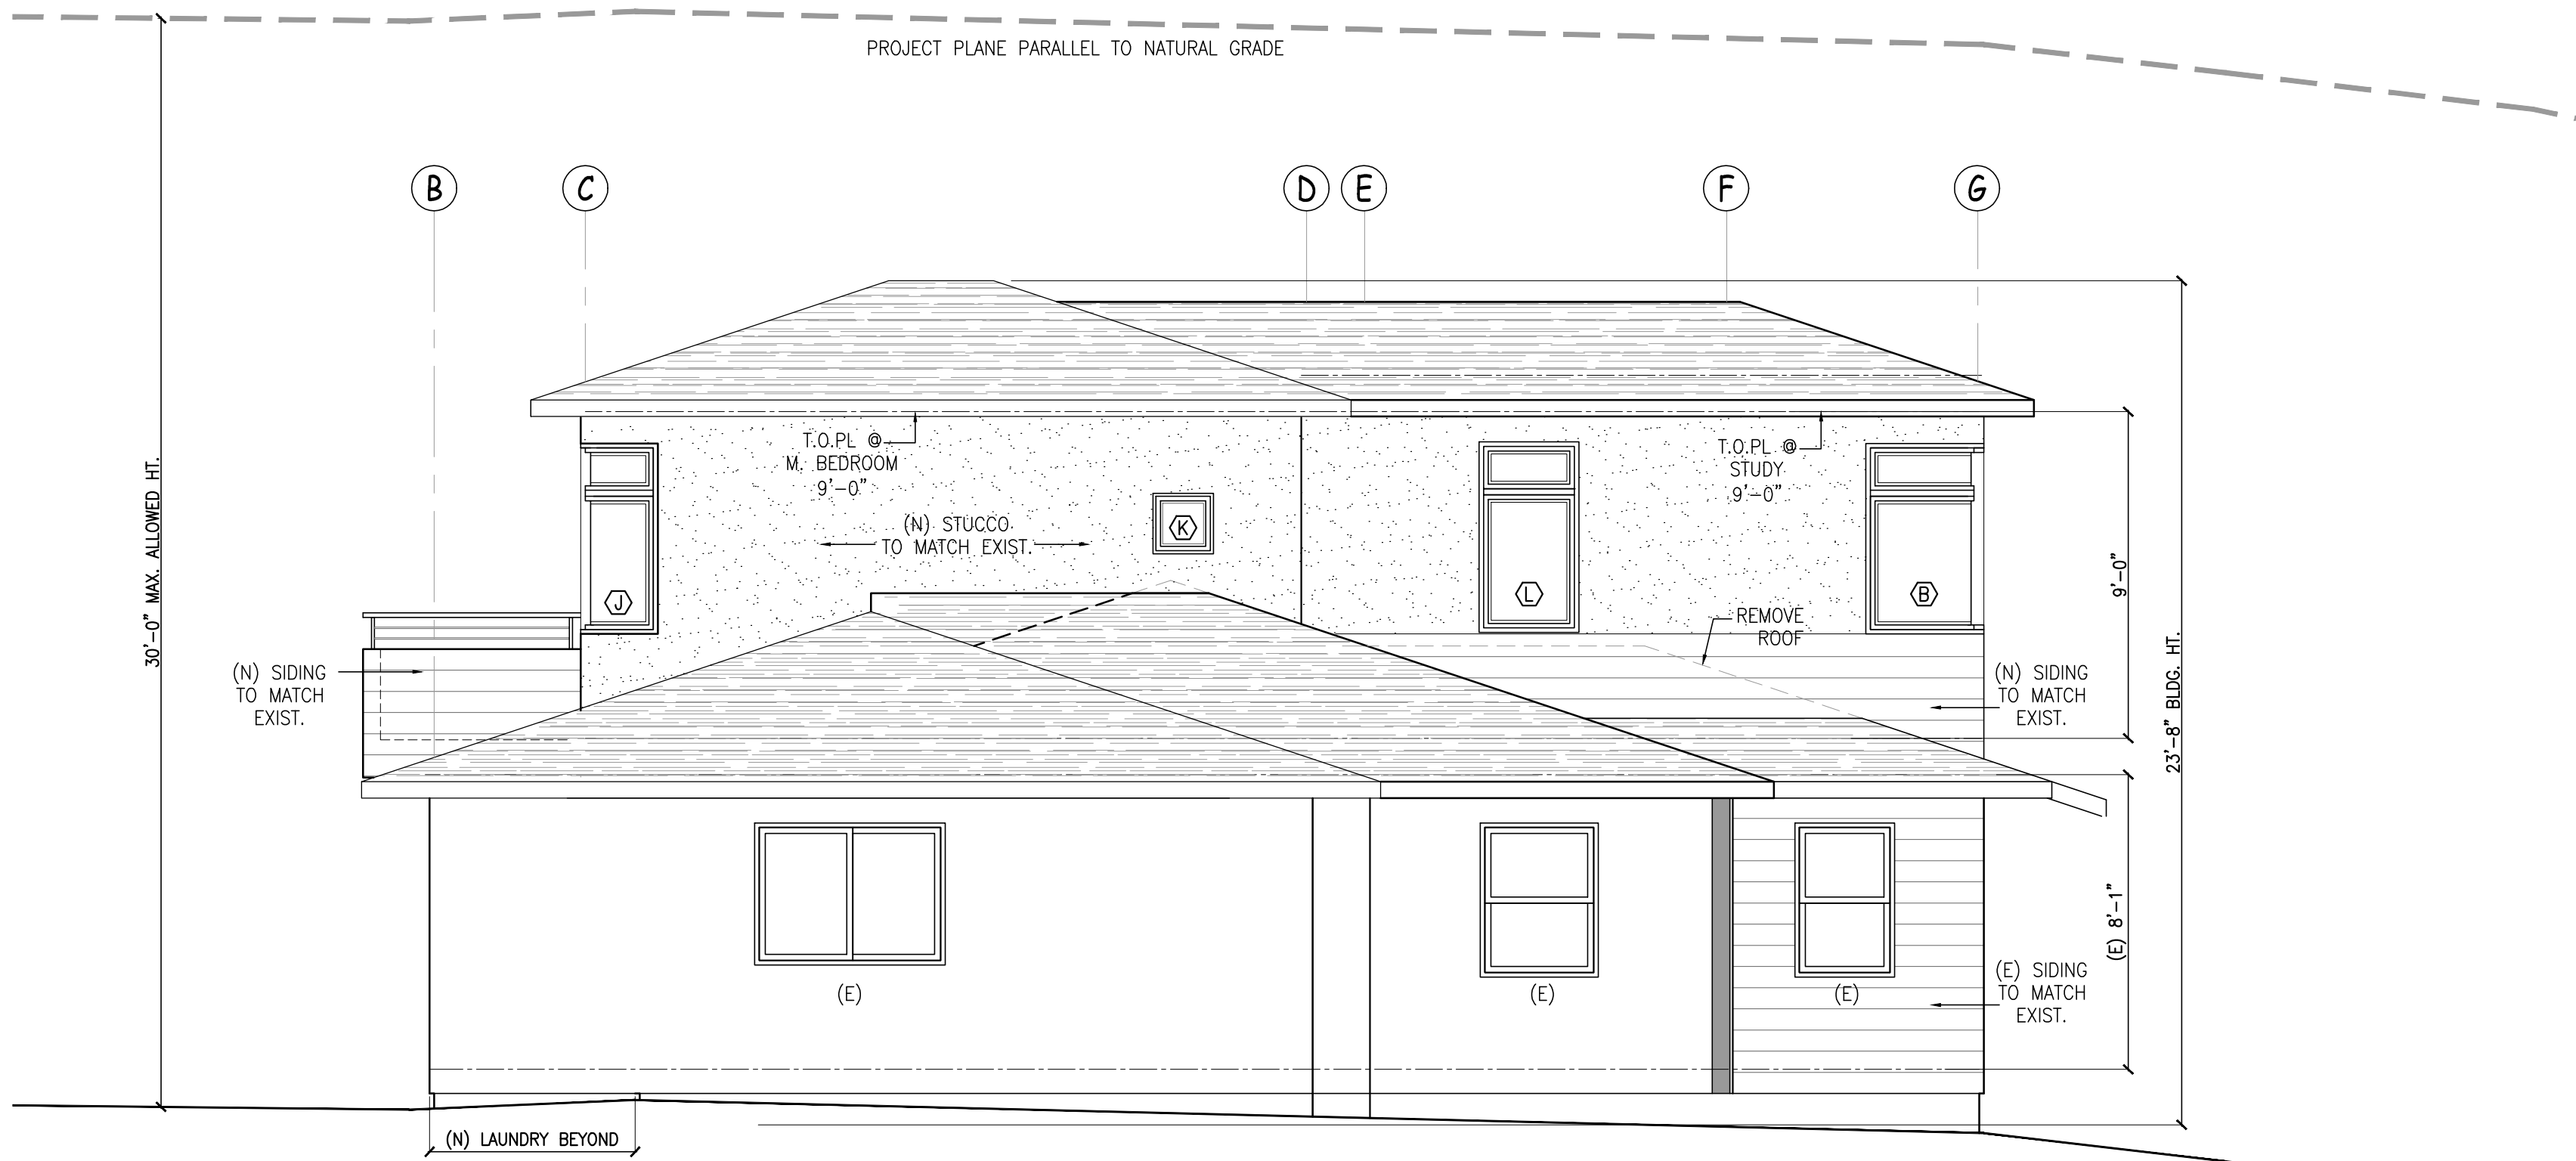 PROJECT PLANE PARALLEL TO NATURAL GRADE
B
C
D
E
F
G
30'-0" MAX. ALLOWED HT.
T.O.PL @
M. BEDROOM
9'-0"
T.O.PL @
STUDY
9'-0"
(N) STUCCO
TO MATCH EXIST.
K
J
L
B
9'-0"
REMOVE
ROOF
(N) SIDING
TO MATCH
EXIST.
(N) SIDING
TO MATCH
EXIST.
23'-8" BLDG. HT.
(E) 8'-1"
(E)
(E)
(E)
(E) SIDING
TO MATCH
EXIST.
(N) LAUNDRY BEYOND